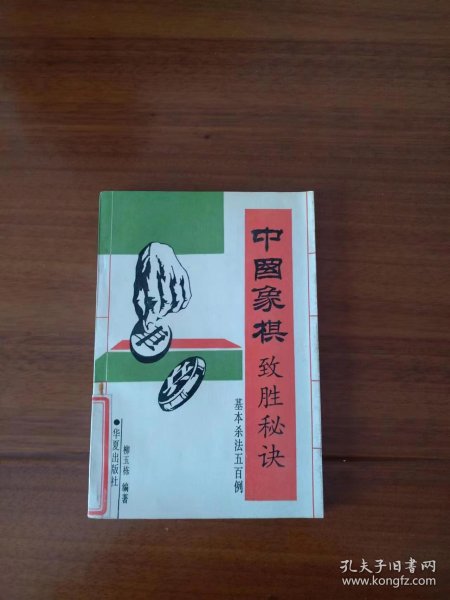 中國象棋
致胜秘诀
基本杀法五百例
柳玉栋 编著
●华夏出版社
孔夫子旧书网
www.kongfz.com